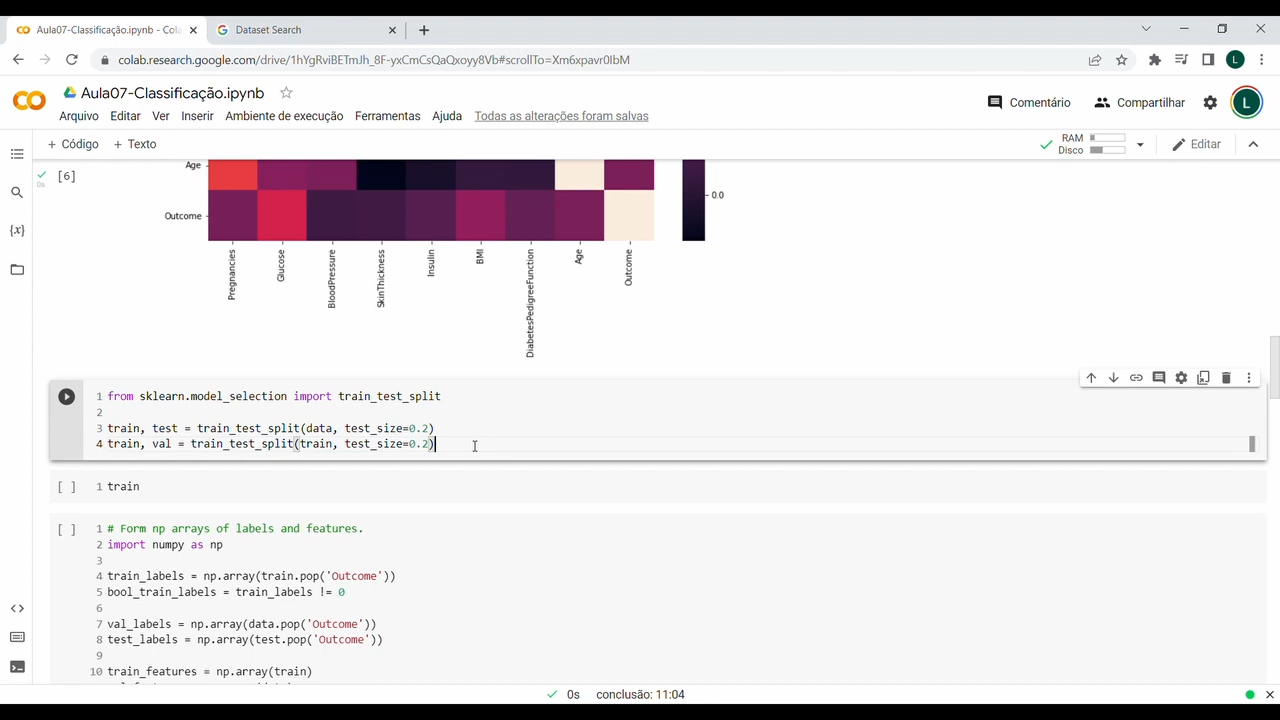 Aula07-Classificação.ipynb - Cola
Dataset Search
colab.research.google.com/drive/1hYgRviBETmJh_8F-yxCmCsQaQxoyy8Vb#scrollTo=Xm6xpavr0IbM
L
Aula07-Classificação.ipynb
Comentário
Compartilhar
L
Arquivo Editar Ver Inserir Ambiente de execução Ferramentas Ajuda Todas as alterações foram salvas
+ Código + Texto
RAM
Disco
Editar
[6]
0s
Age
Outcome
0.0
Pregnancies
Glucose
BloodPressure
SkinThickness
Insulin
BMI
DiabetesPedigreeFunction
Age
Outcome
{x}
1 from sklearn.model_selection import train_test_split
2
3 train, test = train_test_split(data, test_size=0.2)
4 train, val = train_test_split(train, test_size=0.2)
[ ] 1 train
[ ] 1 # Form np arrays of labels and features.
2 import numpy as np
3
4 train_labels = np.array(train.pop('Outcome'))
5 bool_train_labels = train_labels != 0
6
7 val_labels = np.array(data.pop('Outcome'))
8 test_labels = np.array(test.pop('Outcome'))
9
10 train_features = np.array(train)
0s conclusão: 11:04